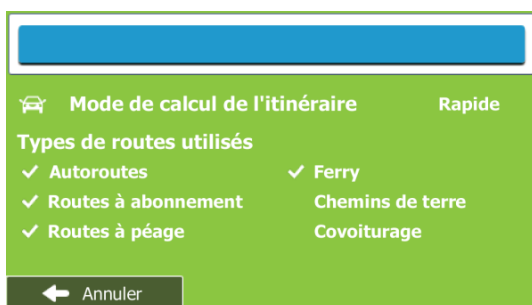 Mode de calcul de l'itinéraire Rapide
Types de routes utilisés
Autoroutes Ferry
Routes à abonnement Chemins de terre
Routes à péage Covoiturage
Annuler